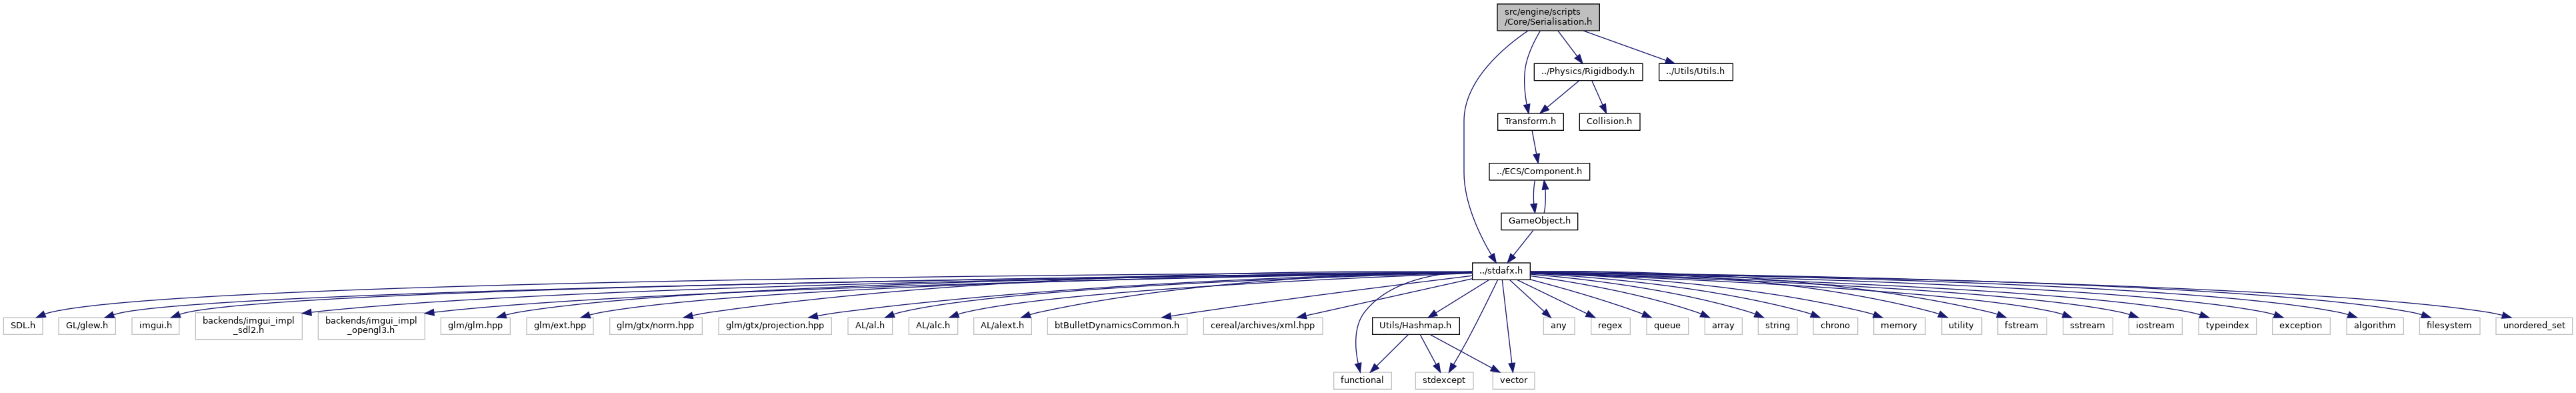 src/engine/scripts
/Core/Serialisation.h
../Physics/Rigidbody.h
../Utils/Utils.h
Transform.h
Collision.h
../ECS/Component.h
GameObject.h
../stdafx.h
SDL.h
GL/glew.h
imgui.h
backends/imgui_impl
_sdl2.h
backends/imgui_impl
_opengl3.h
glm/glm.hpp
glm/ext.hpp
glm/gtx/norm.hpp
glm/gtx/projection.hpp
AL/al.h
AL/alc.h
AL/alext.h
btBulletDynamicsCommon.h
cereal/archives/xml.hpp
Utils/Hashmap.h
any
regex
queue
array
string
chrono
memory
utility
fstream
sstream
iostream
typeindex
exception
algorithm
filesystem
unordered_set
functional
stdexcept
vector